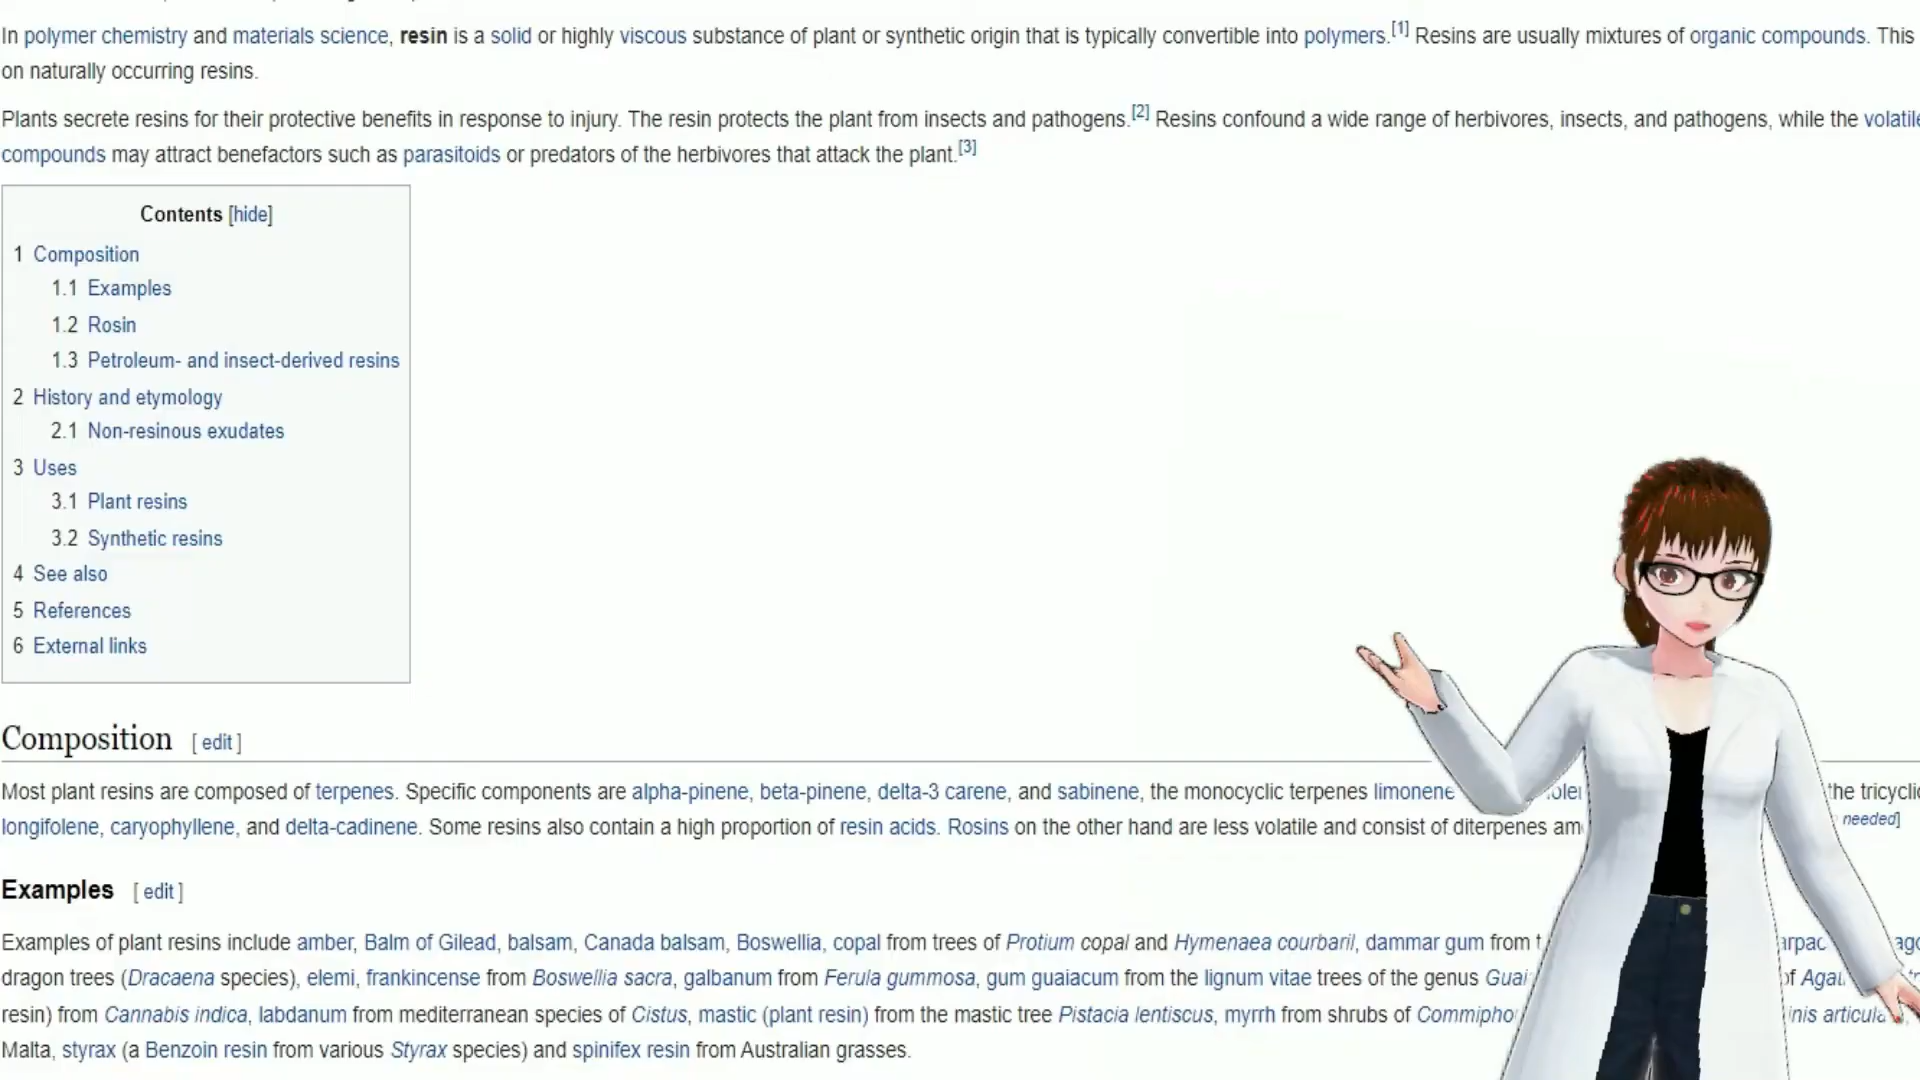 In polymer chemistry and materials science, resin is a solid or highly viscous substance of plant or synthetic origin that is typically convertible into polymers.[1] Resins are usually mixtures of organic compounds. This
on naturally occurring resins.
Plants secrete resins for their protective benefits in response to injury. The resin protects the plant from insects and pathogens.[2] Resins confound a wide range of herbivores, insects, and pathogens, while the volatile
compounds may attract benefactors such as parasitoids or predators of the herbivores that attack the plant.[3]
Contents [hide]
1 Composition
1.1 Examples
1.2 Rosin
1.3 Petroleum- and insect-derived resins
2 History and etymology
2.1 Non-resinous exudates
3 Uses
3.1 Plant resins
3.2 Synthetic resins
4 See also
5 References
6 External links
Composition [ edit ]
Most plant resins are composed of terpenes. Specific components are alpha-pinene, beta-pinene, delta-3 carene, and sabinene, the monocyclic terpenes limonene the tricyclic
longifolene, caryophyllene, and delta-cadinene. Some resins also contain a high proportion of resin acids. Rosins on the other hand are less volatile and consist of diterpenes am needed]
Examples [ edit ]
Examples of plant resins include amber, Balm of Gilead, balsam, Canada balsam, Boswellia, copal from trees of Protium copal and Hymenaea courbaril, dammar gum from
dragon trees (Dracaena species), elemi, frankincense from Boswellia sacra, galbanum from Ferula gummosa, gum guaiacum from the lignum vitae trees of the genus Guai of
resin) from Cannabis indica, labdanum from mediterranean species of Cistus, mastic (plant resin) from the mastic tree Pistacia lentiscus, myrrh from shrubs of Commipho
Malta, styrax (a Benzoin resin from various Styrax species) and spinifex resin from Australian grasses.